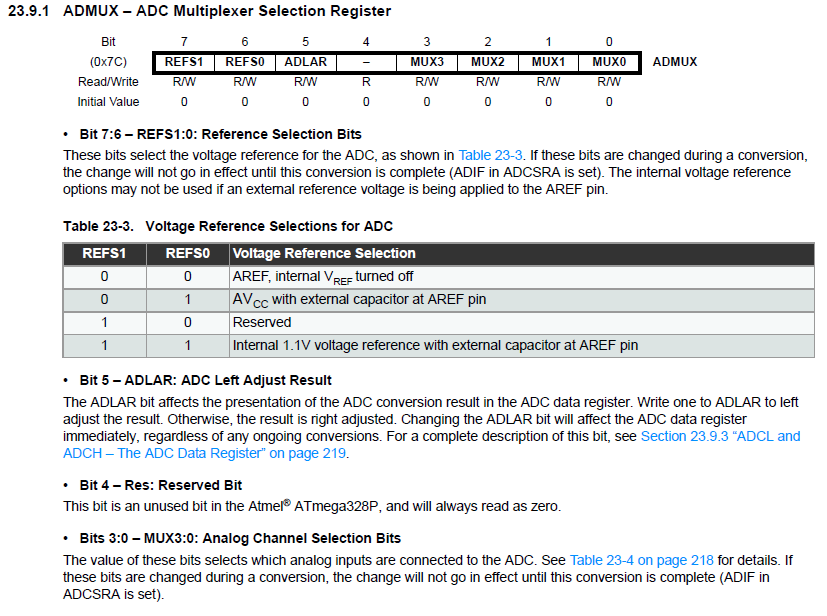 23.9.1 ADMUX – ADC Multiplexer Selection Register
Bit 7 6 5 4 3 2 1 0
(0x7C) REFS1 REFS0 ADLAR – MUX3 MUX2 MUX1 MUX0 ADMUX
Read/Write R/W R/W R/W R R/W R/W R/W R/W
Initial Value 0 0 0 0 0 0 0 0
• Bit 7:6 – REFS1:0: Reference Selection Bits
These bits select the voltage reference for the ADC, as shown in Table 23-3. If these bits are changed during a conversion,
the change will not go in effect until this conversion is complete (ADIF in ADCSRA is set). The internal voltage reference
options may not be used if an external reference voltage is being applied to the AREF pin.
Table 23-3. Voltage Reference Selections for ADC
REFS1 REFS0 Voltage Reference Selection
0 0 AREF, internal VREF turned off
0 1 AVCC with external capacitor at AREF pin
1 0 Reserved
1 1 Internal 1.1V voltage reference with external capacitor at AREF pin
• Bit 5 – ADLAR: ADC Left Adjust Result
The ADLAR bit affects the presentation of the ADC conversion result in the ADC data register. Write one to ADLAR to left
adjust the result. Otherwise, the result is right adjusted. Changing the ADLAR bit will affect the ADC data register
immediately, regardless of any ongoing conversions. For a complete description of this bit, see Section 23.9.3 “ADCL and
ADCH – The ADC Data Register” on page 219.
• Bit 4 – Res: Reserved Bit
This bit is an unused bit in the Atmel® ATmega328P, and will always read as zero.
• Bits 3:0 – MUX3:0: Analog Channel Selection Bits
The value of these bits selects which analog inputs are connected to the ADC. See Table 23-4 on page 218 for details. If
these bits are changed during a conversion, the change will not go in effect until this conversion is complete (ADIF in
ADCSRA is set).